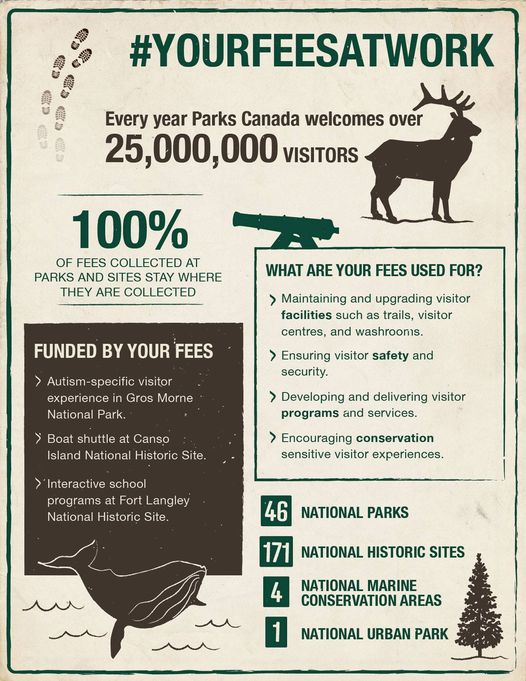 #YOURFEESATWORK
Every year Parks Canada welcomes over
25,000,000 VISITORS
100%
OF FEES COLLECTED AT
PARKS AND SITES STAY WHERE
THEY ARE COLLECTED
WHAT ARE YOUR FEES USED FOR?
Maintaining and upgrading visitor
facilities such as trails, visitor
centres, and washrooms.
Ensuring visitor safety and
security.
Developing and delivering visitor
programs and services.
Encouraging conservation
sensitive visitor experiences.
FUNDED BY YOUR FEES
Autism-specific visitor
experience in Gros Morne
National Park.
Boat shuttle at Canso
Island National Historic Site.
Interactive school
programs at Fort Langley
National Historic Site.
46 NATIONAL PARKS
171 NATIONAL HISTORIC SITES
4 NATIONAL MARINE
CONSERVATION AREAS
1 NATIONAL URBAN PARK